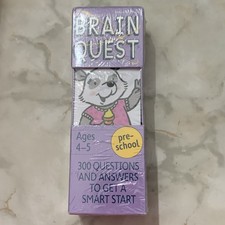 BRAIN
QUEST
Ages
4–5
pre-
school
300 QUESTIONS
AND ANSWERS
TO GET A
SMART START